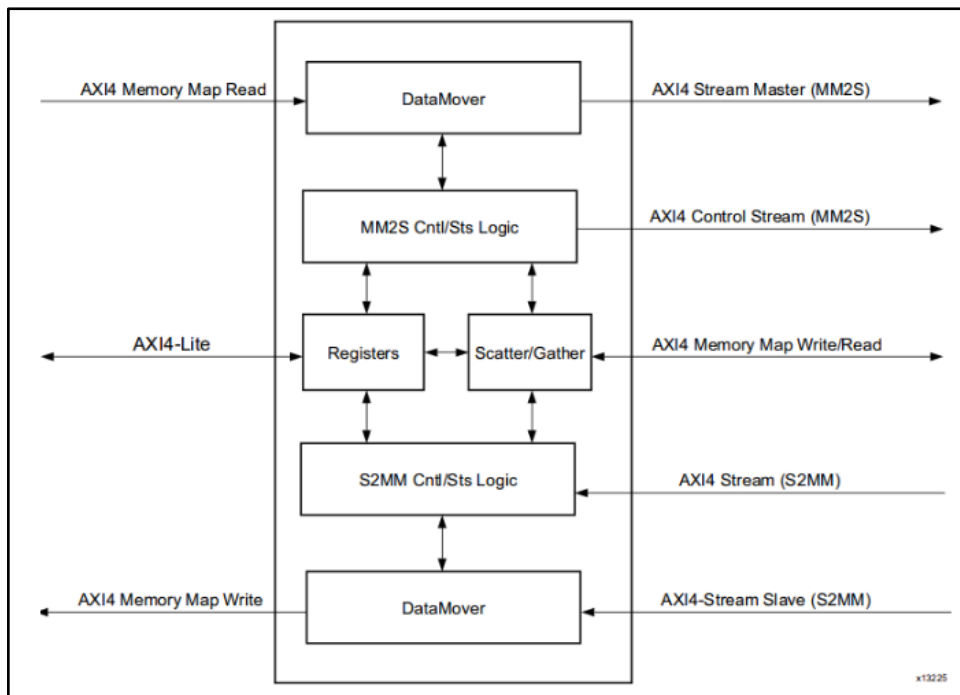 AXI4 Memory Map Read
DataMover
AXI4 Stream Master (MM2S)
MM2S Cntl/Sts Logic
AXI4 Control Stream (MM2S)
AXI4-Lite
Registers
Scatter/Gather
AXI4 Memory Map Write/Read
S2MM Cntl/Sts Logic
AXI4 Stream (S2MM)
AXI4 Memory Map Write
DataMover
AXI4-Stream Slave (S2MM)
x13225